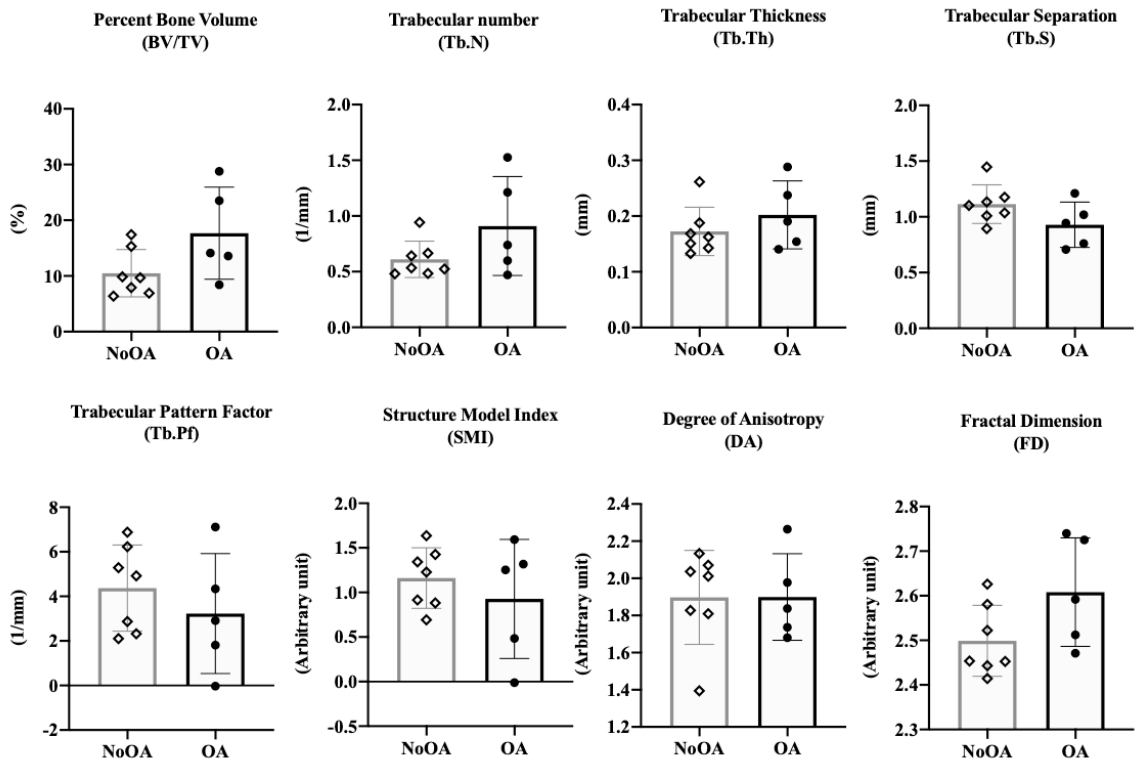 Percent Bone Volume
(BV/TV)
(%)
40
30
20
10
0
NoOA OA
Trabecular number
(Tb.N)
(1/mm)
2.0
1.5
1.0
0.5
0.0
NoOA OA
Trabecular Thickness
(Tb.Th)
(mm)
0.4
0.3
0.2
0.1
0.0
NoOA OA
Trabecular Separation
(Tb.S)
(mm)
2.0
1.5
1.0
0.5
0.0
NoOA OA
Trabecular Pattern Factor
(Tb.Pf)
(1/mm)
8
6
4
2
0
-2
NoOA OA
Structure Model Index
(SMI)
(Arbitrary unit)
2.0
1.5
1.0
0.5
0.0
-0.5
NoOA OA
Degree of Anisotropy
(DA)
(Arbitrary unit)
2.4
2.2
2.0
1.8
1.6
1.4
1.2
NoOA OA
Fractal Dimension
(FD)
(Arbitrary unit)
2.8
2.7
2.6
2.5
2.4
2.3
NoOA OA